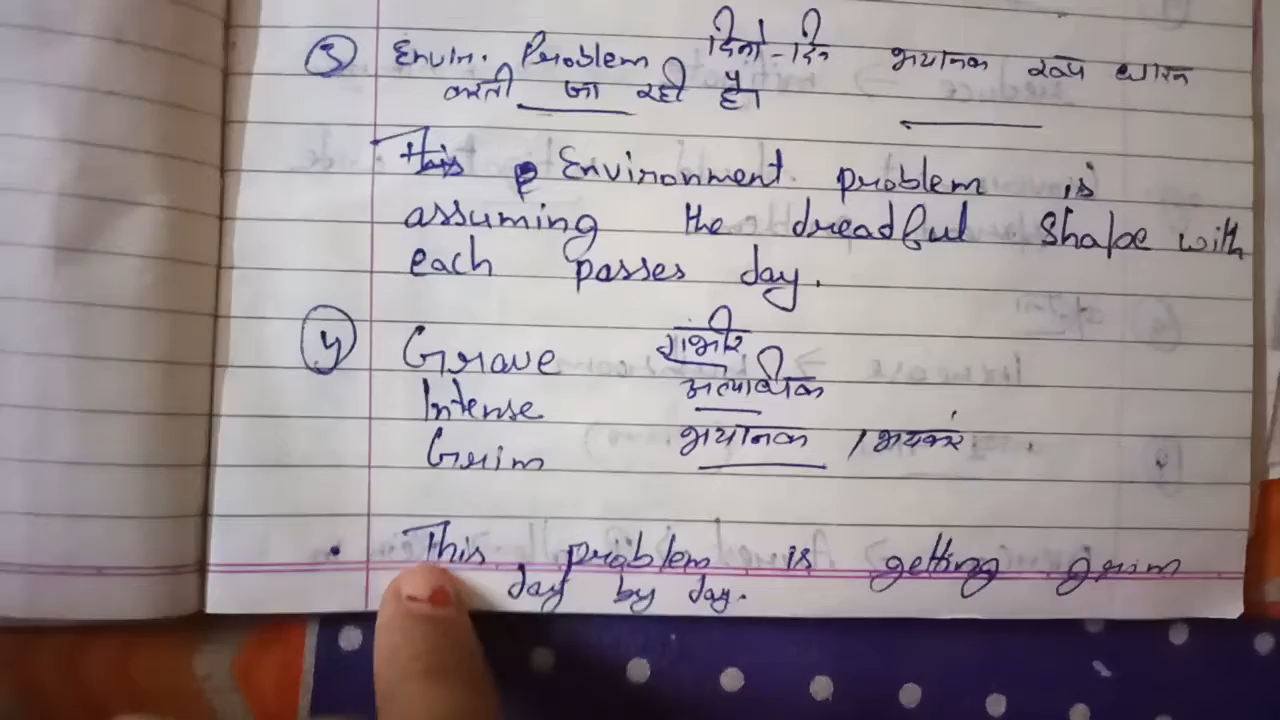 ③ Envin. Problem दिनों-दिन भयानक रूप धारन
करती जा रही है।
This Environment problem is
assuming the dreadful shape with
each passes day.
④ Grave गंभीर
Intense अत्याधिक
Grim भयानक / भयंकर
• This problem is getting grim
day by day.